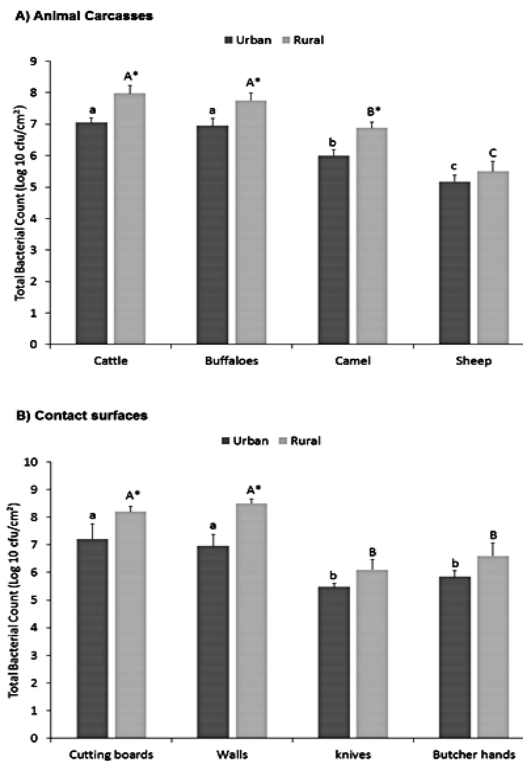 A) Animal Carcasses
Urban Rural
Total Bacterial Count (Log 10 cfu/cm²)
9
8
7
6
5
4
3
2
1
0
a A* a A* b B* c C
Cattle Buffaloes Camel Sheep
B) Contact surfaces
Urban Rural
Total Bacterial Count (Log 10 cfu/cm²)
10
9
8
7
6
5
4
3
2
1
0
a A* a A* b B b B
Cutting boards Walls knives Butcher hands